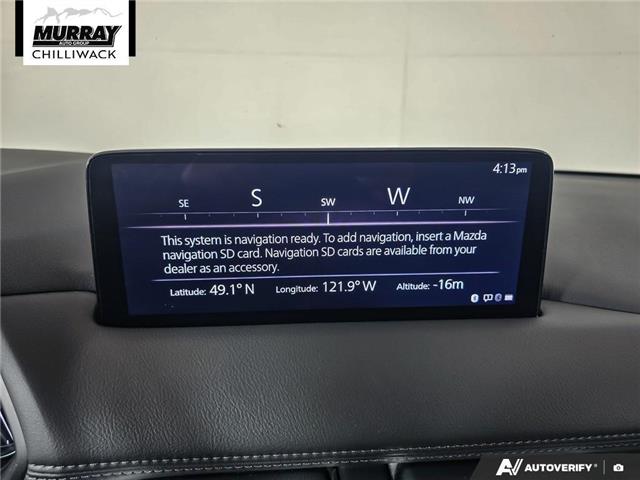 MURRAY
AUTO GROUP
CHILLIWACK
4:13pm
SE S SW W NW
This system is navigation ready. To add navigation, insert a Mazda
navigation SD card. Navigation SD cards are available from your
dealer as an accessory.
Latitude: 49.1° N Longitude: 121.9° W Altitude: -16m
AUTOVERIFY